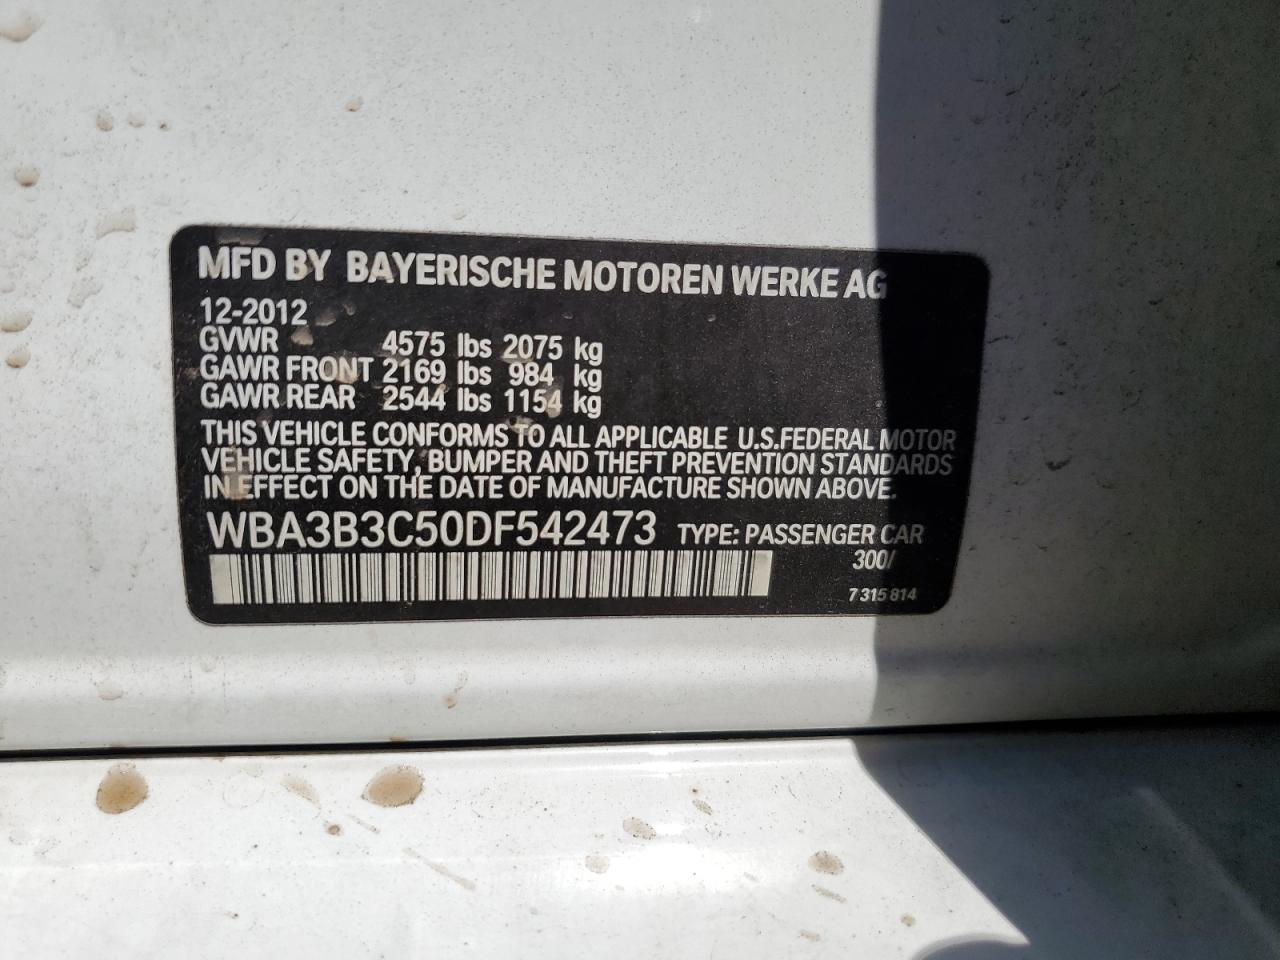 MFD BY BAYERISCHE MOTOREN WERKE AG
12-2012
GVWR 4575 lbs 2075 kg
GAWR FRONT 2169 lbs 984 kg
GAWR REAR 2544 lbs 1154 kg
THIS VEHICLE CONFORMS TO ALL APPLICABLE U.S.FEDERAL MOTOR
VEHICLE SAFETY, BUMPER AND THEFT PREVENTION STANDARDS
IN EFFECT ON THE DATE OF MANUFACTURE SHOWN ABOVE.
WBA3B3C50DF542473 TYPE: PASSENGER CAR
300/
7 315 814